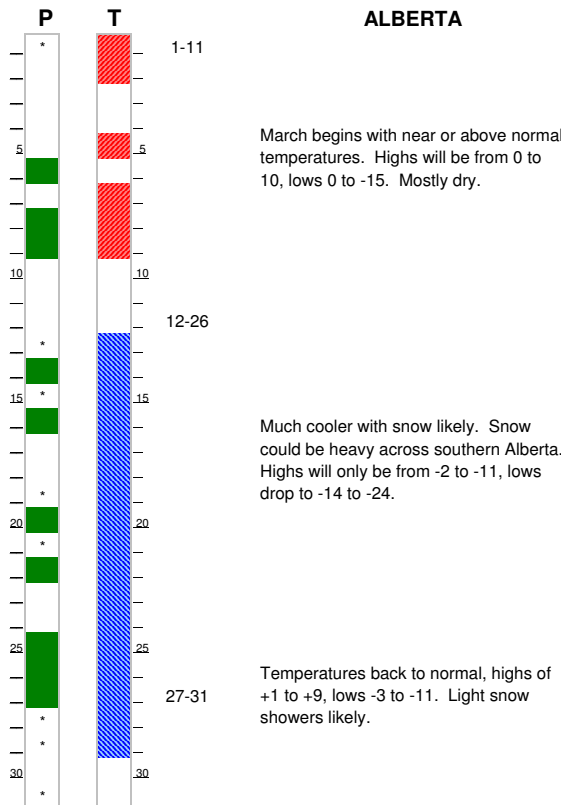 P T ALBERTA
* 1-11
March begins with near or above normal
5 5
temperatures. Highs will be from 0 to
10, lows 0 to -15. Mostly dry.
10 10
12-26
*
*
15 15
Much cooler with snow likely. Snow
could be heavy across southern Alberta.
Highs will only be from -2 to -11, lows
drop to -14 to -24.
*
20 20
*
25 25
Temperatures back to normal, highs of
27-31 +1 to +9, lows -3 to -11. Light snow
showers likely.
*
*
30 30
*